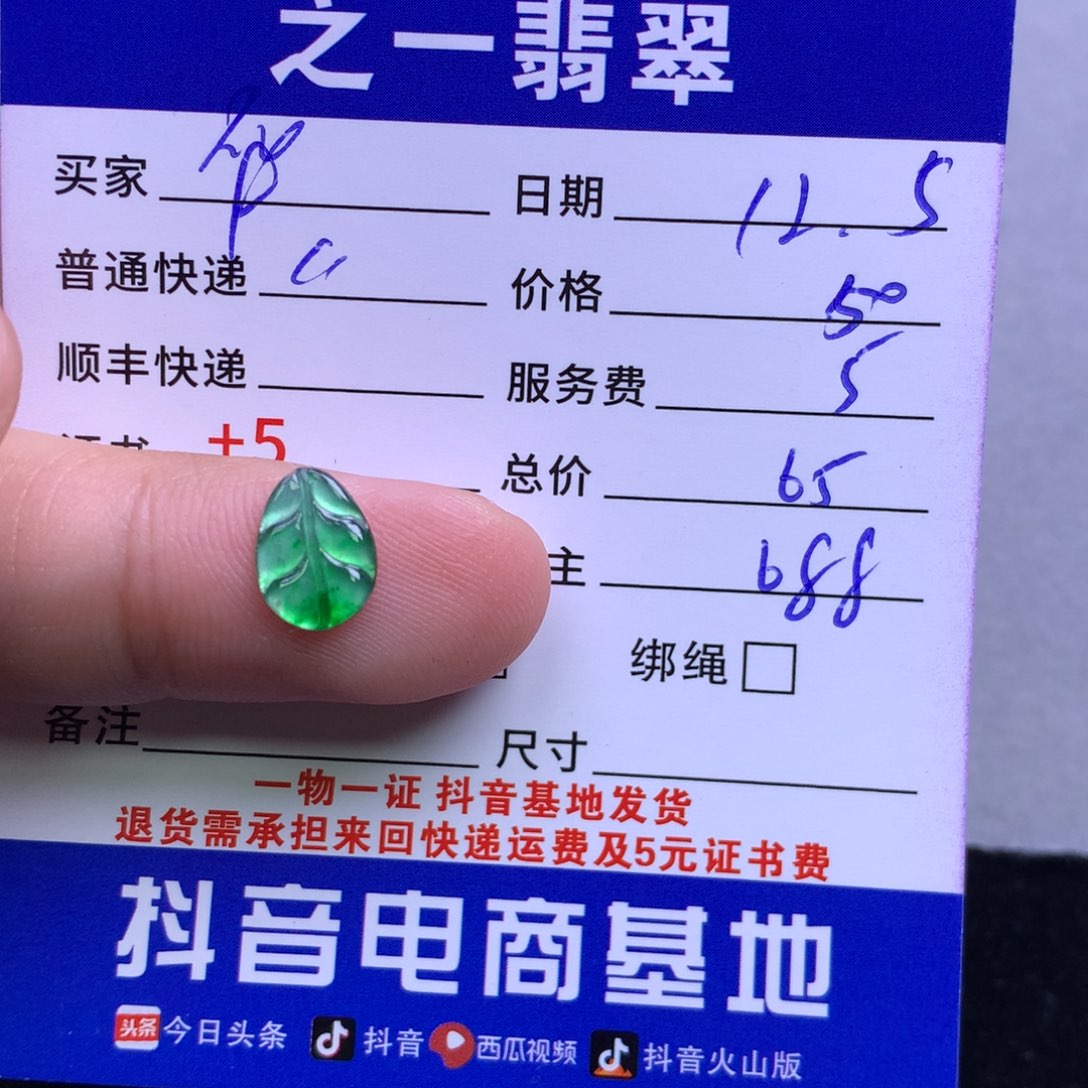 之一翡翠
买家 日期 12.5
普通快递 价格 50
顺丰快递 服务费 5
证书 +5 总价 65
主 688
绑绳
备注 尺寸
一物一证 抖音基地发货
退货需承担来回快递运费及5元证书费
抖音电商基地
头条 今日头条 抖音 西瓜视频 抖音火山版